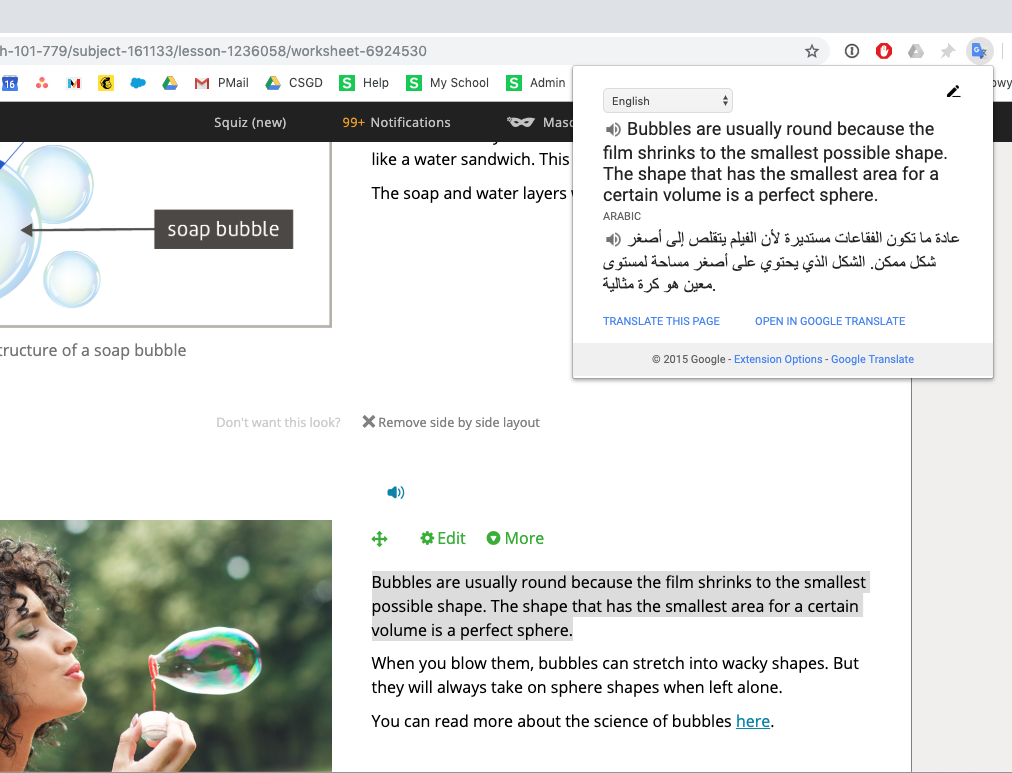 h-101-779/subject-161133/lesson-1236058/worksheet-6924530
16
PMail
CSGD
S Help
S My School
S Admin
Squiz (new)
99+ Notifications
Masc
like a water sandwich. This
The soap and water layers
soap bubble
tructure of a soap bubble
English
Bubbles are usually round because the
film shrinks to the smallest possible shape.
The shape that has the smallest area for a
certain volume is a perfect sphere.
ARABIC
عادة ما تكون الفقاعات مستديرة لأن الفيلم يتقلص إلى أصغر
شكل ممكن. الشكل الذي يحتوي على أصغر مساحة لمستوى
معين هو كرة مثالية.
TRANSLATE THIS PAGE
OPEN IN GOOGLE TRANSLATE
© 2015 Google - Extension Options - Google Translate
Don't want this look?
Remove side by side layout
Edit
More
Bubbles are usually round because the film shrinks to the smallest
possible shape. The shape that has the smallest area for a certain
volume is a perfect sphere.
When you blow them, bubbles can stretch into wacky shapes. But
they will always take on sphere shapes when left alone.
You can read more about the science of bubbles here.